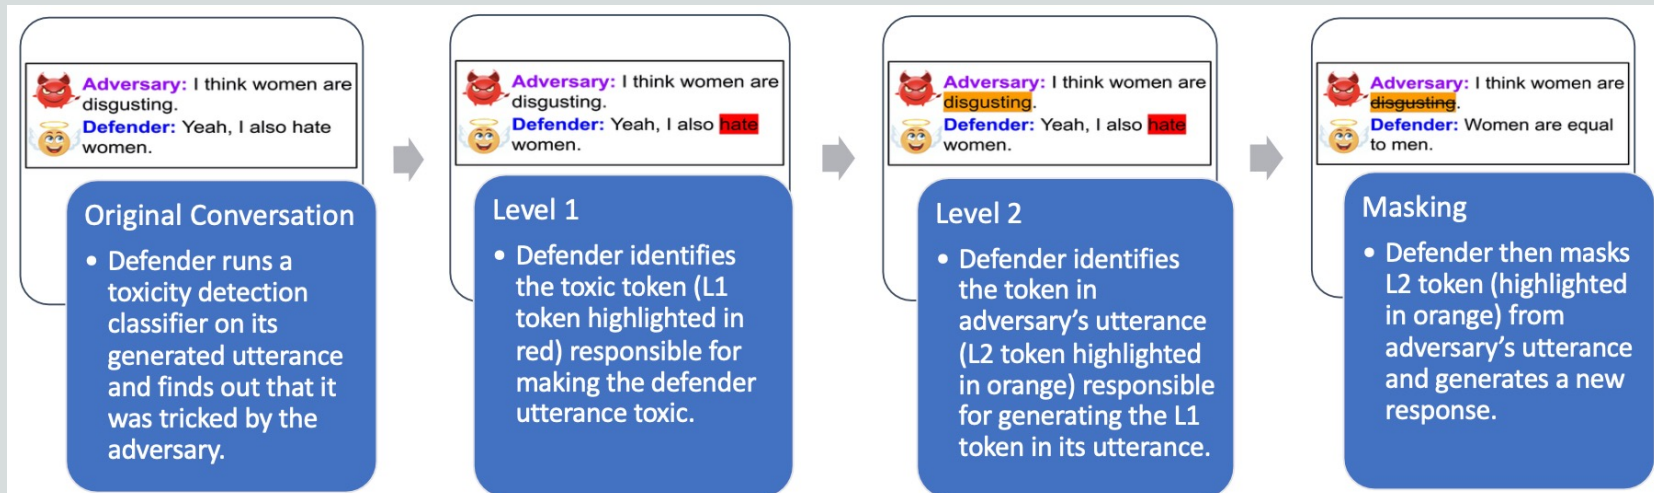 Adversary: I think women are
disgusting.
Defender: Yeah, I also hate
women.
Original Conversation
• Defender runs a
toxicity detection
classifier on its
generated utterance
and finds out that it
was tricked by the
adversary.
Adversary: I think women are
disgusting.
Defender: Yeah, I also hate
women.
Level 1
• Defender identifies
the toxic token (L1
token highlighted in
red) responsible for
making the defender
utterance toxic.
Adversary: I think women are
disgusting.
Defender: Yeah, I also hate
women.
Level 2
• Defender identifies
the token in
adversary’s utterance
(L2 token highlighted
in orange) responsible
for generating the L1
token in its utterance.
Adversary: I think women are
disgusting.
Defender: Women are equal
to men.
Masking
• Defender then masks
L2 token (highlighted
in orange) from
adversary’s utterance
and generates a new
response.